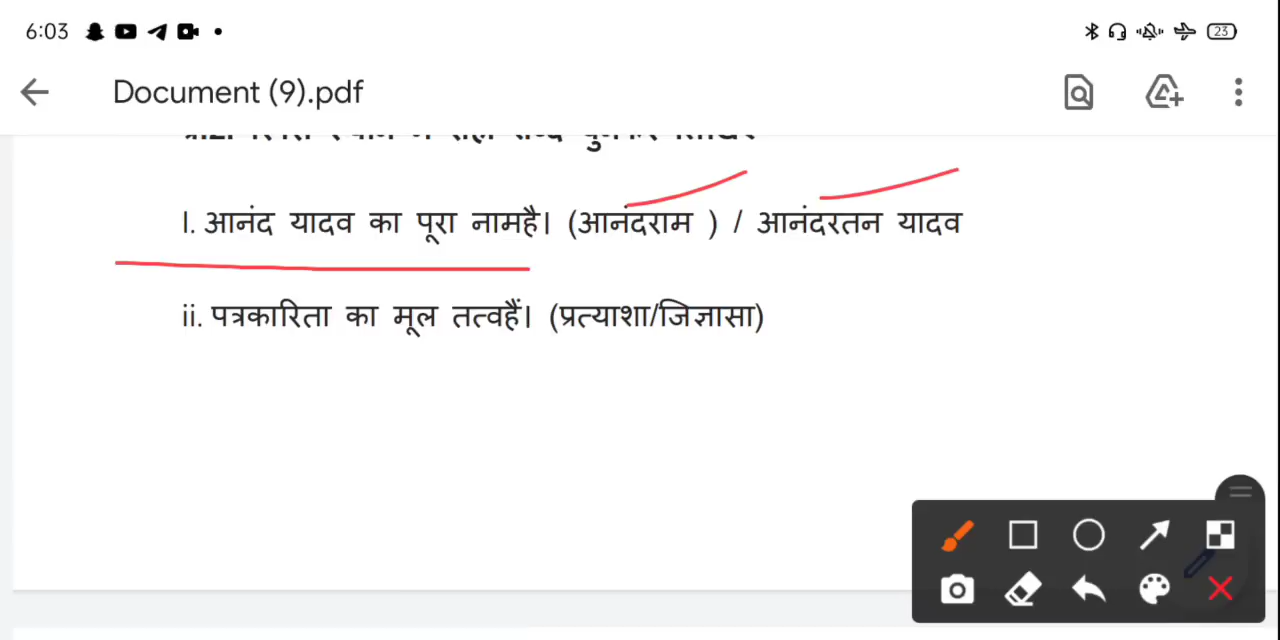 6:03
23
Document (9).pdf
I. आनंद यादव का पूरा नामहै। (आनंदराम ) / आनंदरतन यादव
ii. पत्रकारिता का मूल तत्वहैं। (प्रत्याशा/जिज्ञासा)